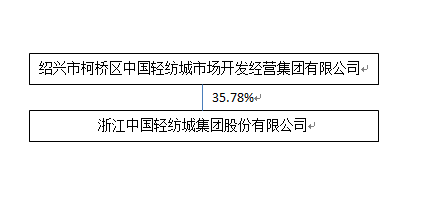 绍兴市柯桥区中国轻纺城市场开发经营集团有限公司
35.78%
浙江中国轻纺城集团股份有限公司